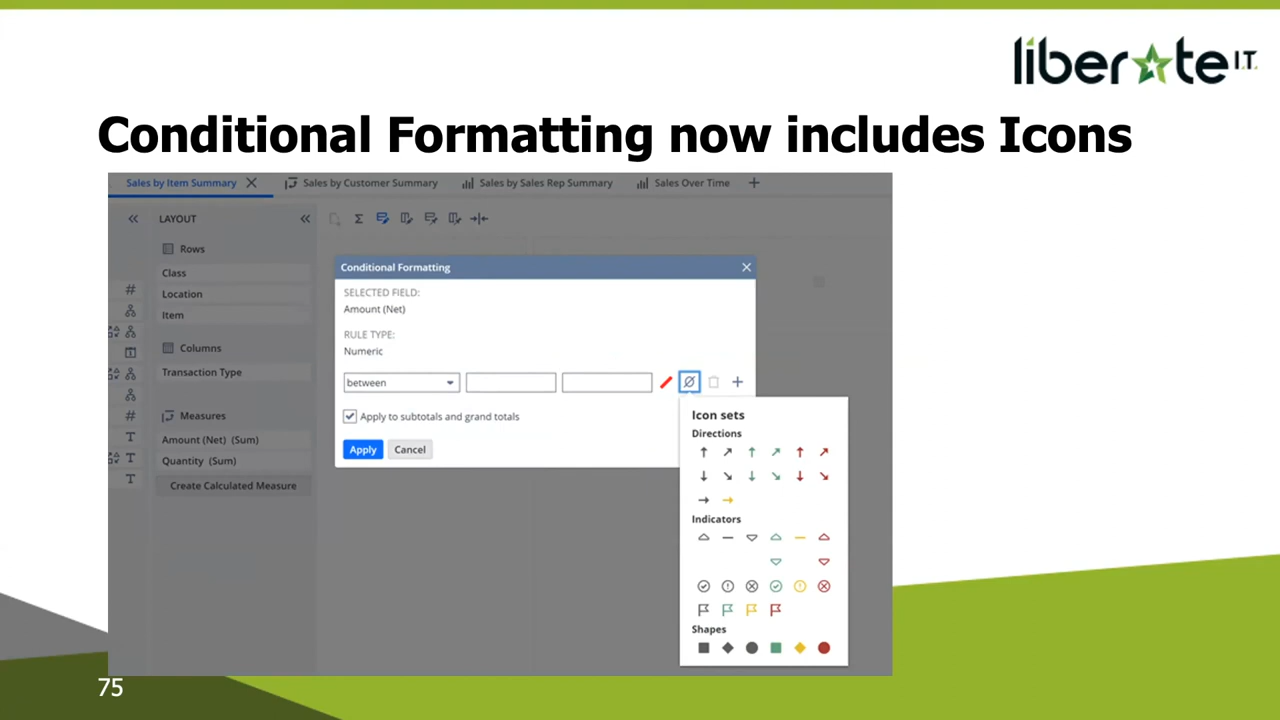 liberate I.T.
Conditional Formatting now includes Icons
Sales by Item Summary Sales by Customer Summary Sales by Sales Rep Summary Sales Over Time
LAYOUT
Rows
Class
Location
Item
Columns
Transaction Type
Measures
Amount (Net) (Sum)
Quantity (Sum)
Create Calculated Measure
Conditional Formatting
SELECTED FIELD:
Amount (Net)
RULE TYPE:
Numeric
between
Apply to subtotals and grand totals
Apply Cancel
Icon sets
Directions
Indicators
Shapes
75